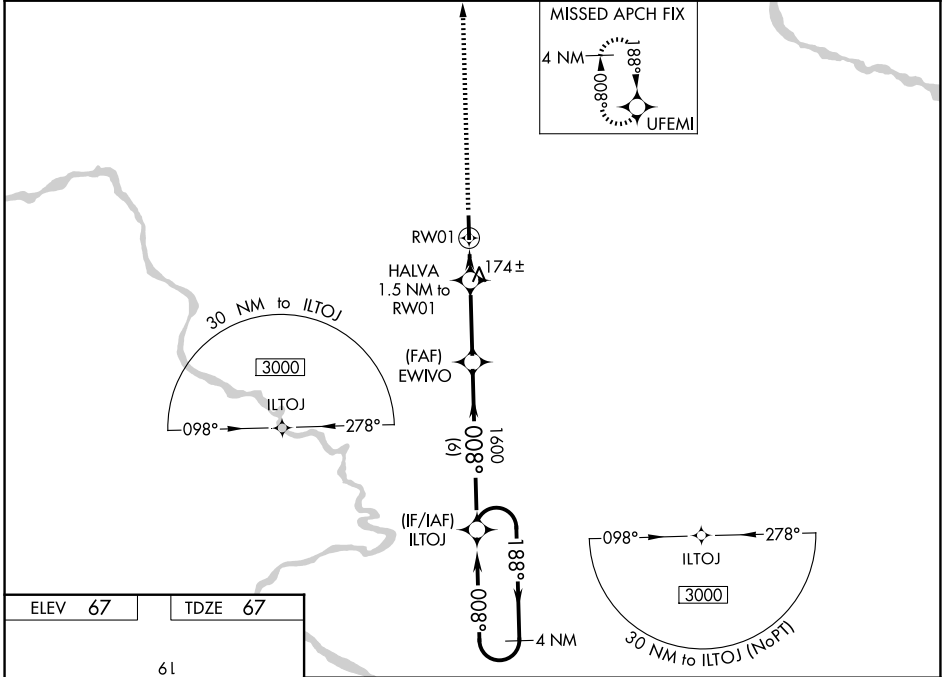 MISSED APCH FIX
4 NM
188°
008°
UFEMI
RW01
HALVA
1.5 NM to
RW01
174±
30 NM to ILTOJ
3000
ILTOJ
098°
278°
(FAF)
EWIVO
1600
008°
(6)
(IF/IAF)
ILTOJ
188°
008°
4 NM
098°
278°
ILTOJ
3000
30 NM to ILTOJ (NoPT)
ELEV 67
TDZE 67
19